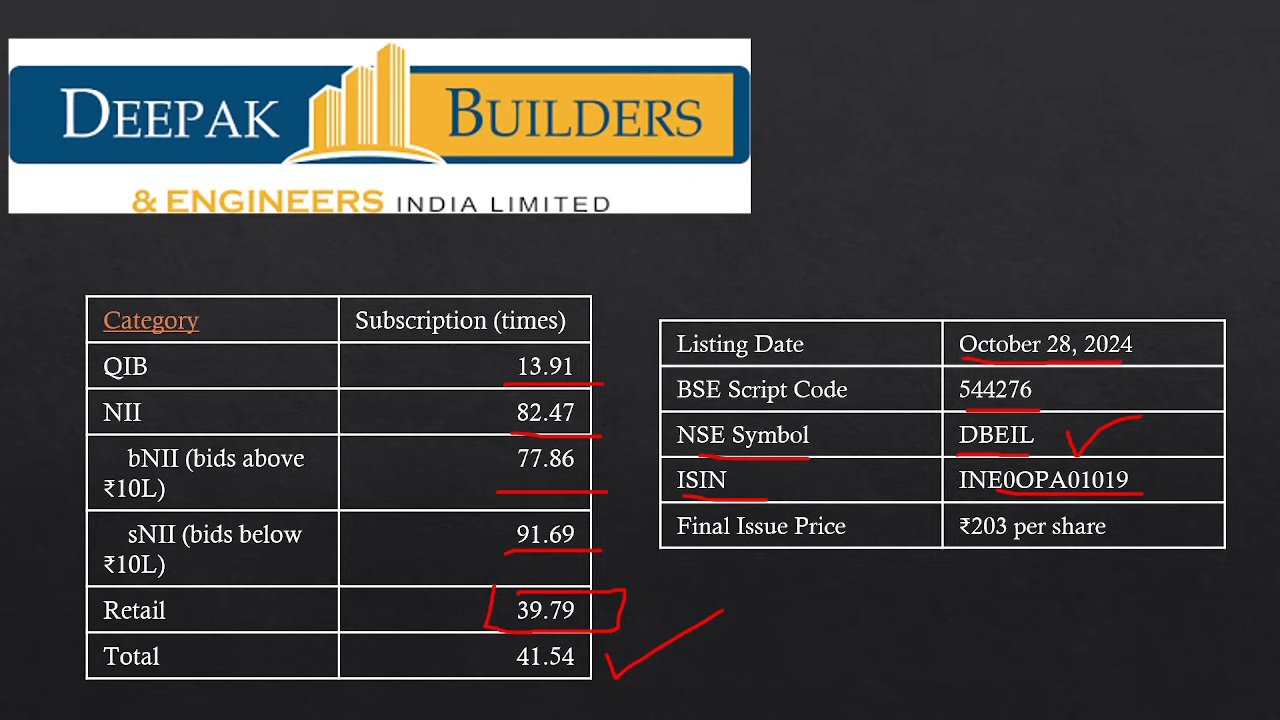 DEEPAK BUILDERS
& ENGINEERS INDIA LIMITED
Category Subscription (times)
QIB 13.91
NII 82.47
bNII (bids above 77.86
₹10L)
sNII (bids below 91.69
₹10L)
Retail 39.79
Total 41.54
Listing Date October 28, 2024
BSE Script Code 544276
NSE Symbol DBEIL
ISIN INE0OPA01019
Final Issue Price ₹203 per share